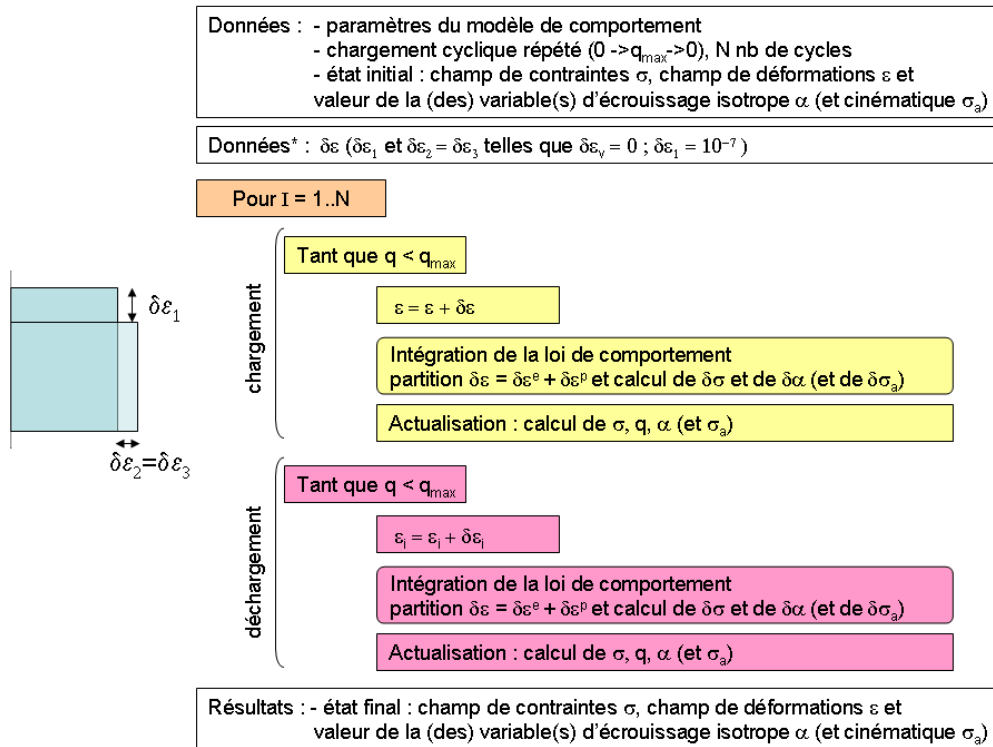 Données : - paramètres du modèle de comportement
- chargement cyclique répété (0 ->qmax->0), N nb de cycles
- état initial : champ de contraintes σ, champ de déformations ε et
valeur de la (des) variable(s) d'écrouissage isotrope α (et cinématique σa)
Données* : δε (δε1 et δε2 = δε3 telles que δεv = 0 ; δε1 = 10⁻⁷ )
Pour I = 1..N
chargement
Tant que q < qmax
ε = ε + δε
Intégration de la loi de comportement
partition δε = δεᵉ + δεᵖ et calcul de δσ et de δα (et de δσa)
Actualisation : calcul de σ, q, α (et σa)
δε1
δε2=δε3
déchargement
Tant que q < qmax
εi = εi + δεi
Intégration de la loi de comportement
partition δε = δεᵉ + δεᵖ et calcul de δσ et de δα (et de δσa)
Actualisation : calcul de σ, q, α (et σa)
Résultats : - état final : champ de contraintes σ, champ de déformations ε et
valeur de la (des) variable(s) d'écrouissage isotrope α (et cinématique σa)